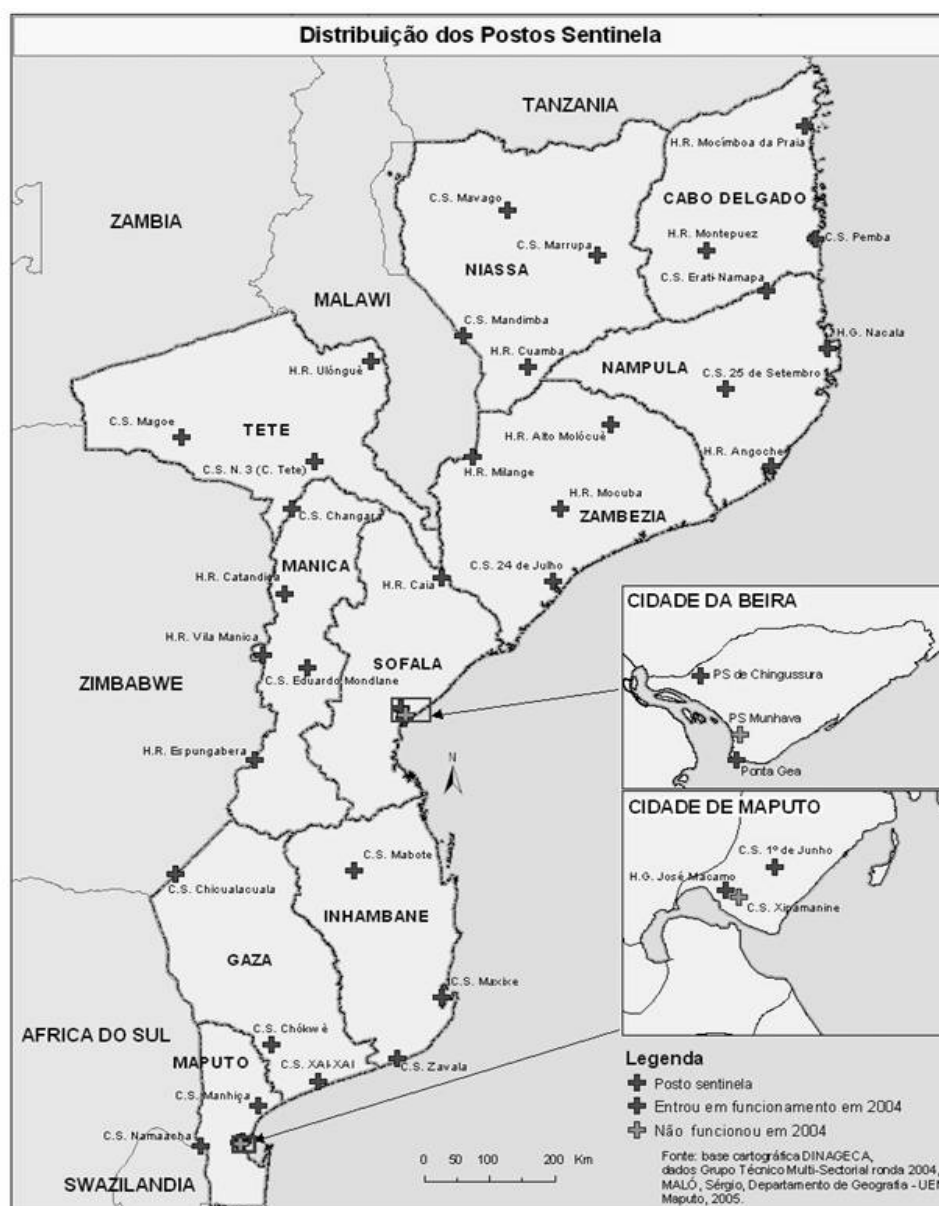 Distribuição dos Postos Sentinela
TANZANIA
H.R. Mocímboa da Praia
C.S. Mavago
CABO DELGADO
ZAMBIA
H.R. Montepuez
C.S. Pemba
C.S. Marrupa
NIASSA
C.S. Erati-Namapa
MALAWI
C.S. Mandimba
H.G. Nacala
H.R. Ulónguè
H.R. Cuamba
NAMPULA
C.S. 25 de Setembro
C.S. Magoe
TETE
H.R. Alto Molócuè
C.S. N. 3 (C. Tete)
H.R. Milange
H.R. Angoche
H.R. Mocuba
C.S. Changara
ZAMBEZIA
MANICA
C.S. 24 de Julho
H.R. Catandica
H.R. Caia
H.R. Vila Manica
SOFALA
ZIMBABWE
C.S. Eduardo Mondlane
H.R. Espungabera
N
CIDADE DA BEIRA
PS de Chingussura
PS Munhava
Ponta Gea
CIDADE DE MAPUTO
C.S. 1º de Junho
H.G. José Macamo
C.S. Xipamanine
C.S. Mabote
C.S. Chicualacuala
INHAMBANE
GAZA
C.S. Maxixe
AFRICA DO SUL
C.S. Chókwè
MAPUTO
C.S. XAI-XAI
C.S. Zavala
C.S. Manhiça
C.S. Namaacha
SWAZILANDIA
0 50 100 200 Km
Legenda
Posto sentinela
Entrou em funcionamento em 2004
Não funcionou em 2004
Fonte: base cartográfica DINAGECA,
dados Grupo Técnico Multi-Sectorial ronda 2004,
MALÓ, Sérgio, Departamento de Geografia - UEM
Maputo, 2005.